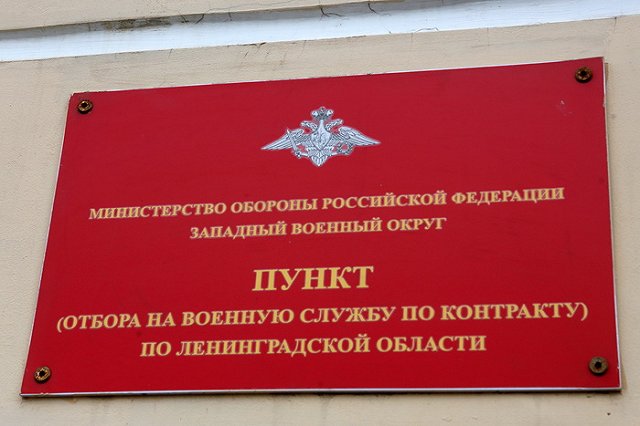 МИНИСТЕРСТВО ОБОРОНЫ РОССИЙСКОЙ ФЕДЕРАЦИИ
ЗАПАДНЫЙ ВОЕННЫЙ ОКРУГ
ПУНКТ
(ОТБОРА НА ВОЕННУЮ СЛУЖБУ ПО КОНТРАКТУ)
ПО ЛЕНИНГРАДСКОЙ ОБЛАСТИ